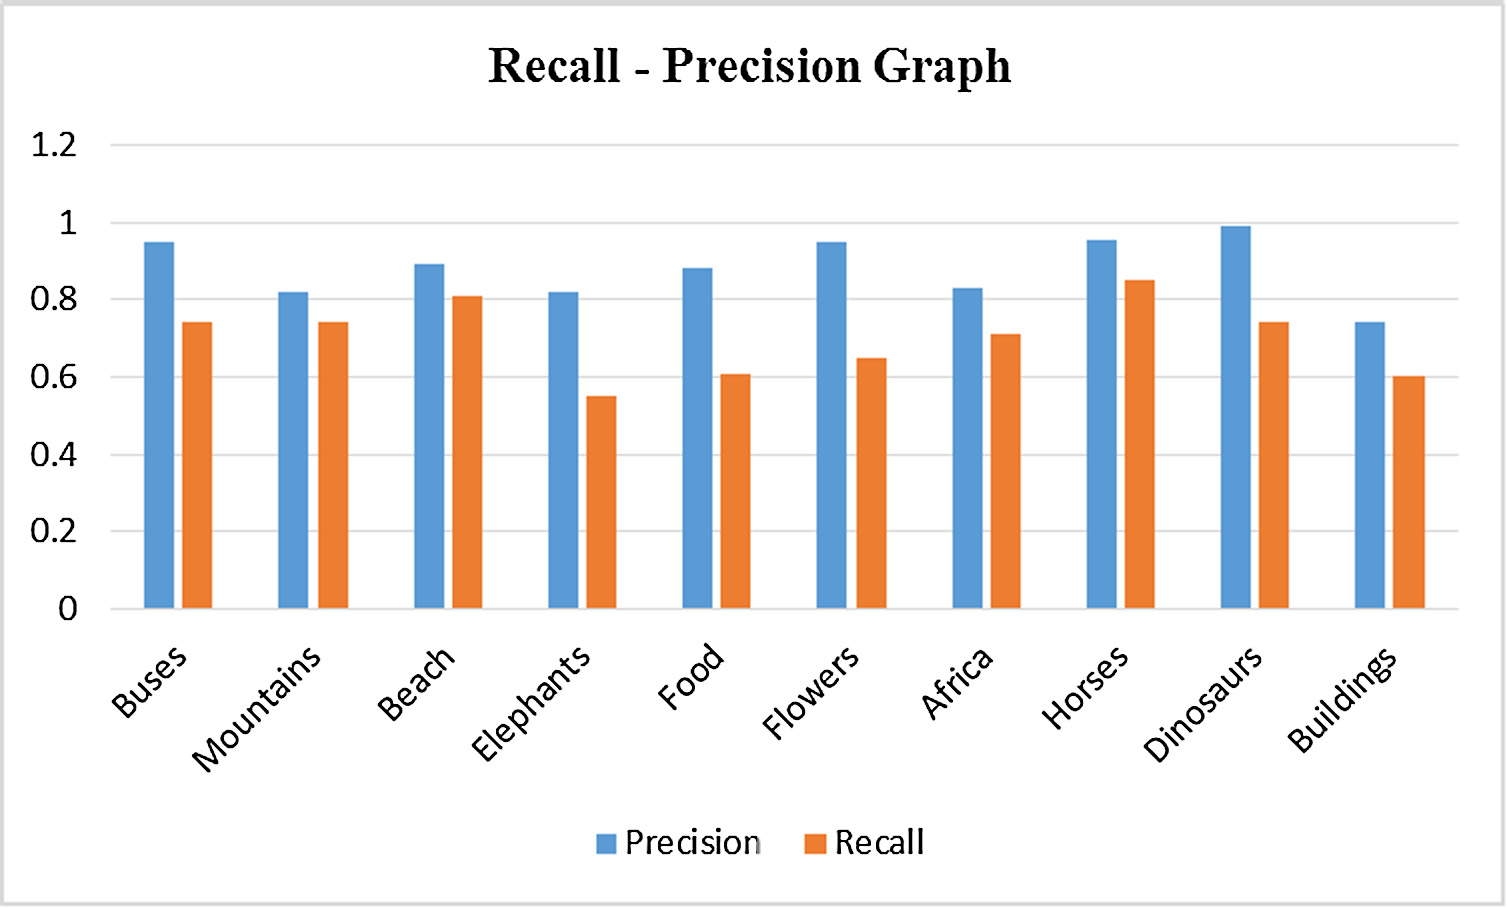 Recall - Precision Graph
1.2
1
0.8
0.6
0.4
0.2
0
Buses
Mountains
Beach
Elephants
Food
Flowers
Africa
Horses
Dinosaurs
Buildings
Precision
Recall